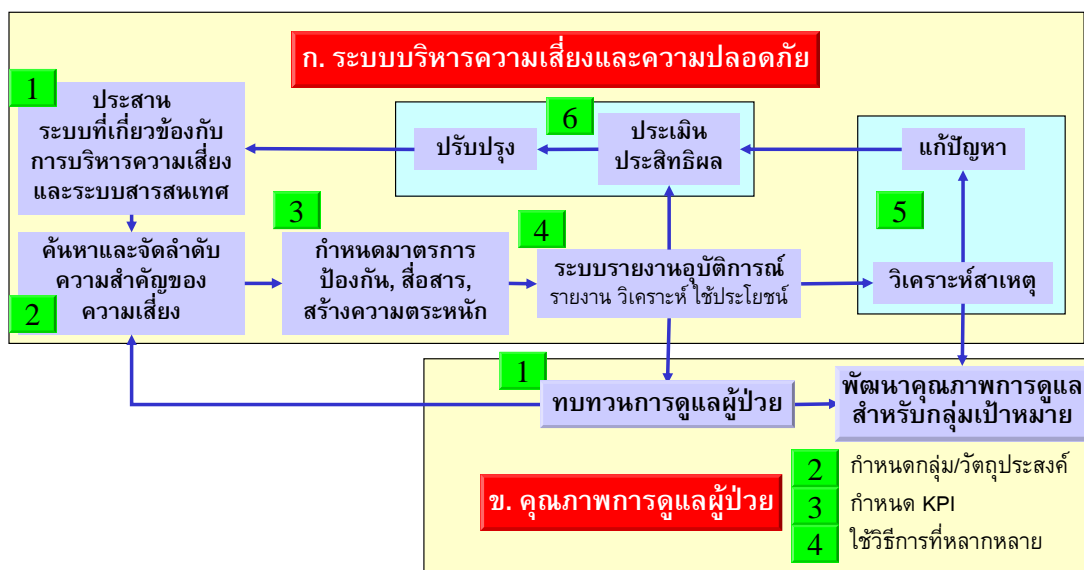 ก. ระบบบริหารความเสี่ยงและความปลอดภัย
1
ประสาน
ระบบที่เกี่ยวข้องกับ
การบริหารความเสี่ยง
และระบบสารสนเทศ
ปรับปรุง
6
ประเมิน
ประสิทธิผล
แก้ปัญหา
5
2
ค้นหาและจัดลำดับ
ความสำคัญของ
ความเสี่ยง
3
กำหนดมาตรการ
ป้องกัน, สื่อสาร,
สร้างความตระหนัก
4
ระบบรายงานอุบัติการณ์
รายงาน วิเคราะห์ ใช้ประโยชน์
วิเคราะห์สาเหตุ
1
ทบทวนการดูแลผู้ป่วย
พัฒนาคุณภาพการดูแล
สำหรับกลุ่มเป้าหมาย
ข. คุณภาพการดูแลผู้ป่วย
2 กำหนดกลุ่ม/วัตถุประสงค์
3 กำหนด KPI
4 ใช้วิธีการที่หลากหลาย